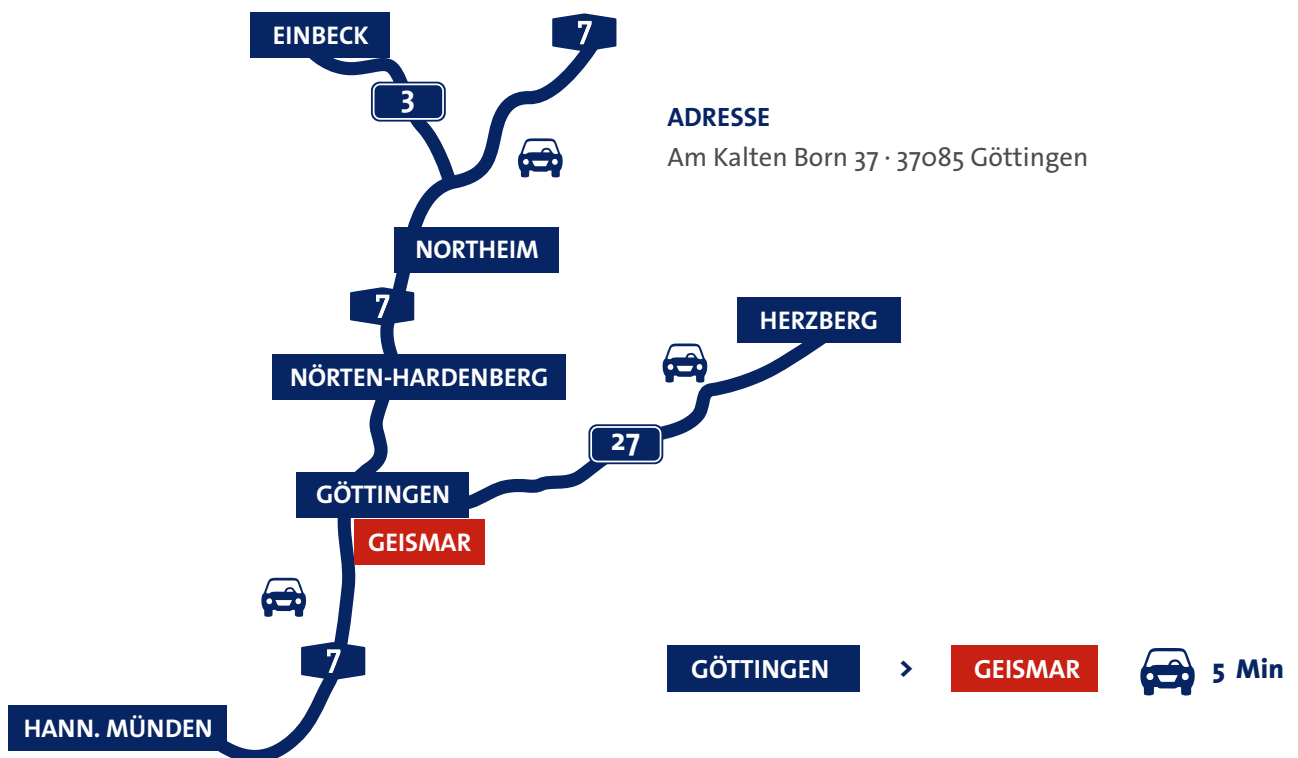 EINBECK
7
3
ADRESSE
Am Kalten Born 37 · 37085 Göttingen
NORTHEIM
7
HERZBERG
NÖRTEN-HARDENBERG
27
GÖTTINGEN
GEISMAR
7
GÖTTINGEN > GEISMAR 5 Min
HANN. MÜNDEN